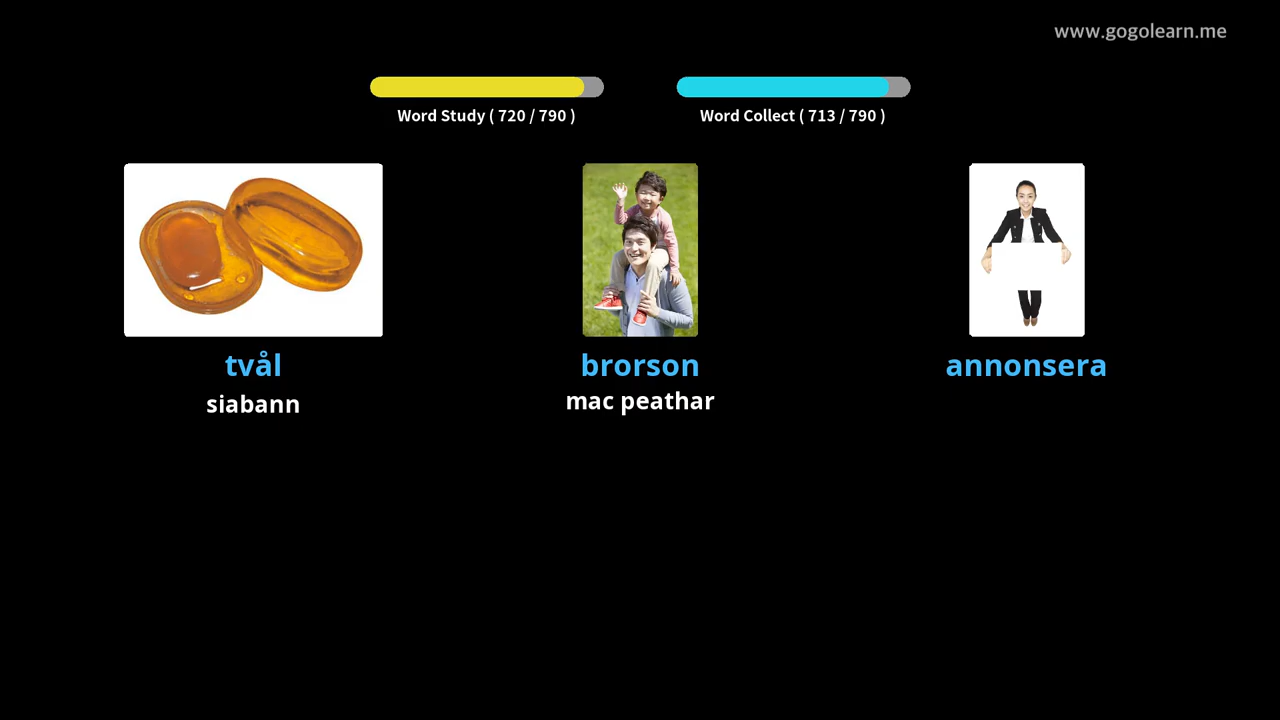 www.gogolearn.me
Word Study ( 720 / 790 )
Word Collect ( 713 / 790 )
tvål
brorson
annonsera
siabann
mac peathar